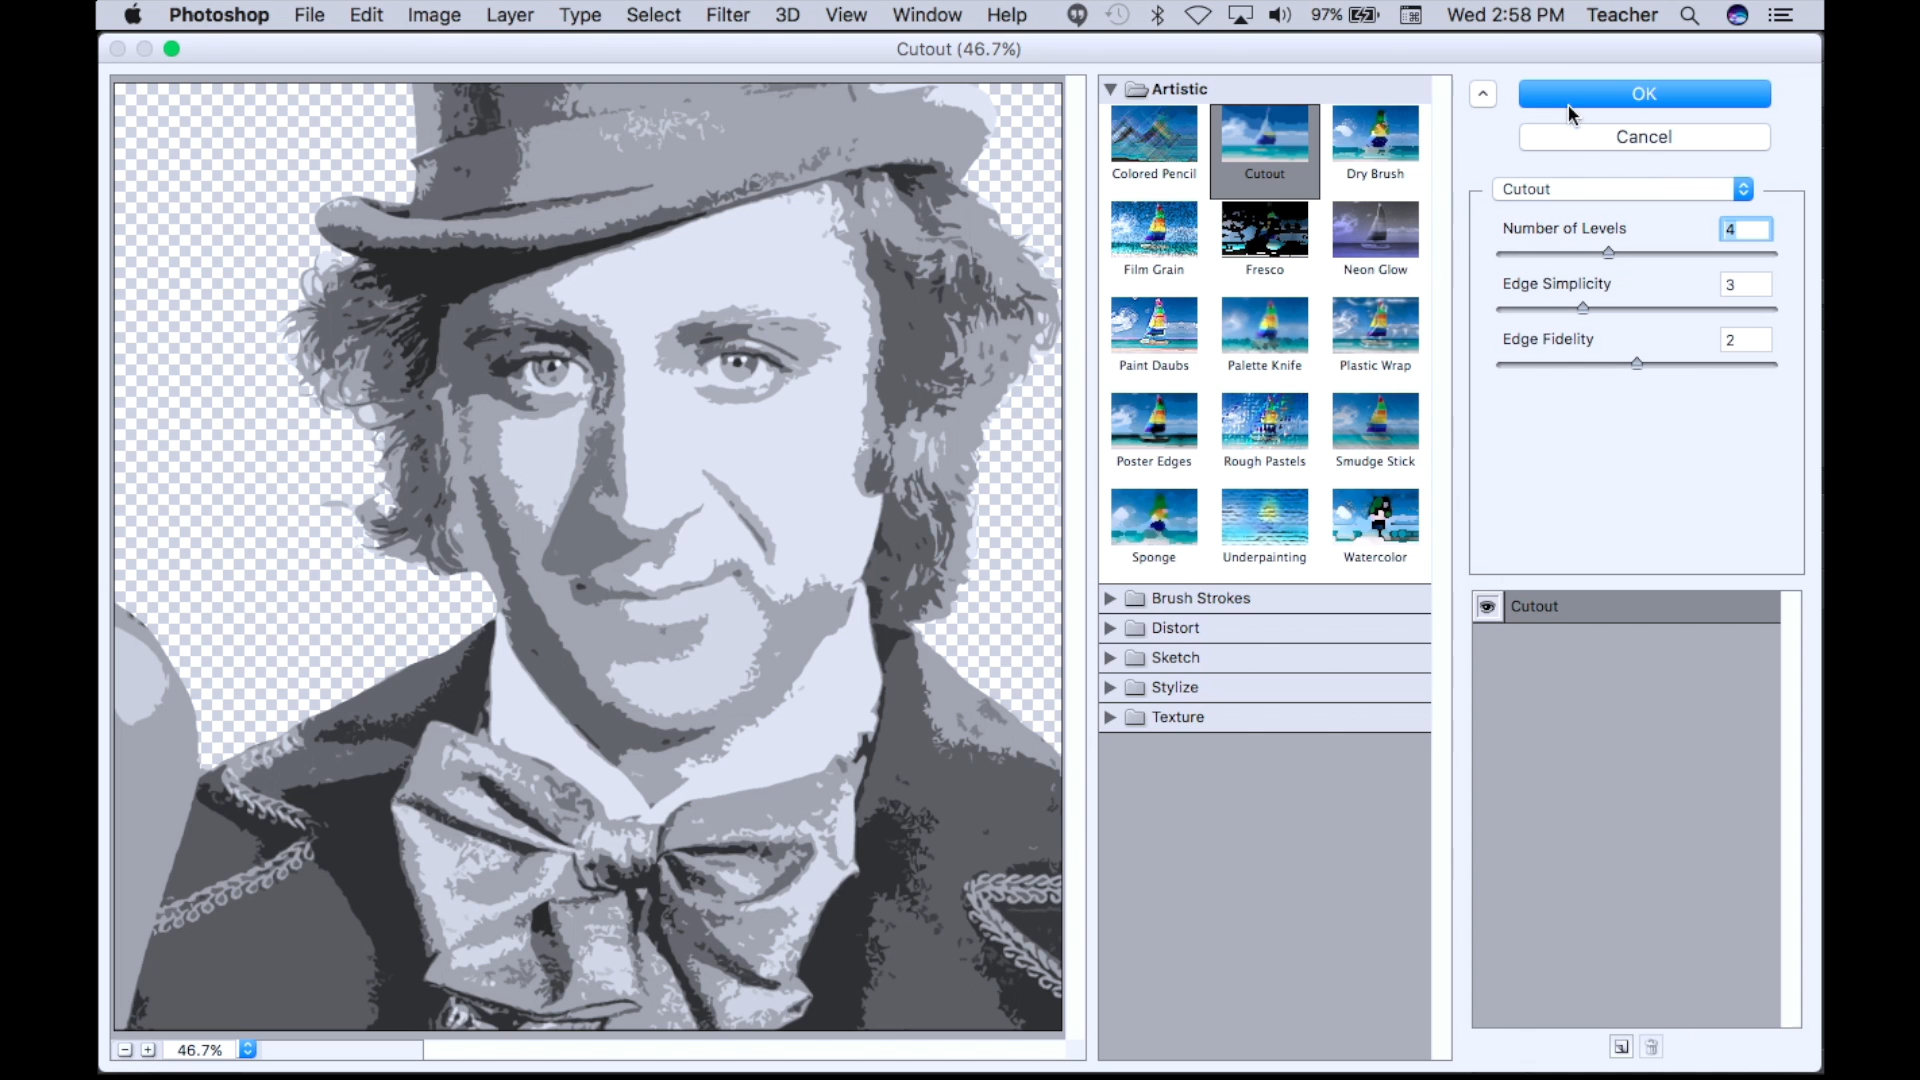 Photoshop File Edit Image Layer Type Select Filter 3D View Window Help 97% Wed 2:58 PM Teacher
Cutout (46.7%)
Artistic
Colored Pencil Cutout Dry Brush
Film Grain Fresco Neon Glow
Paint Daubs Palette Knife Plastic Wrap
Poster Edges Rough Pastels Smudge Stick
Sponge Underpainting Watercolor
Brush Strokes
Distort
Sketch
Stylize
Texture
OK
Cancel
Cutout
Number of Levels 4
Edge Simplicity 3
Edge Fidelity 2
Cutout
46.7%